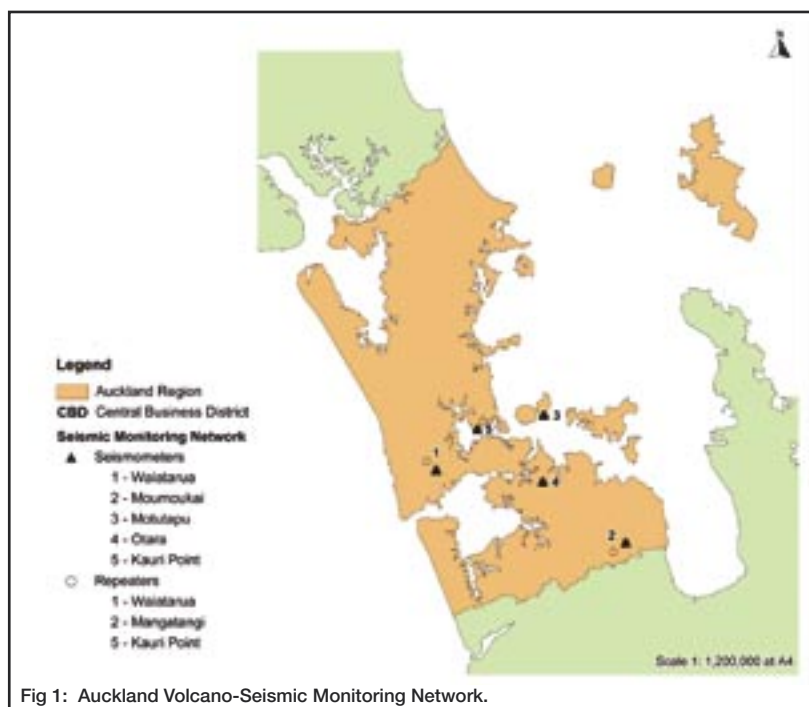 N
3
5
1
4
2
Legend
Auckland Region
CBD Central Business District
Seismic Monitoring Network
Seismometers
1 - Waiatarua
2 - Moumoukai
3 - Motutapu
4 - Otara
5 - Kauri Point
Repeaters
1 - Waiatarua
2 - Mangatangi
5 - Kauri Point
Scale 1: 1,200,000 at A4
Fig 1: Auckland Volcano-Seismic Monitoring Network.